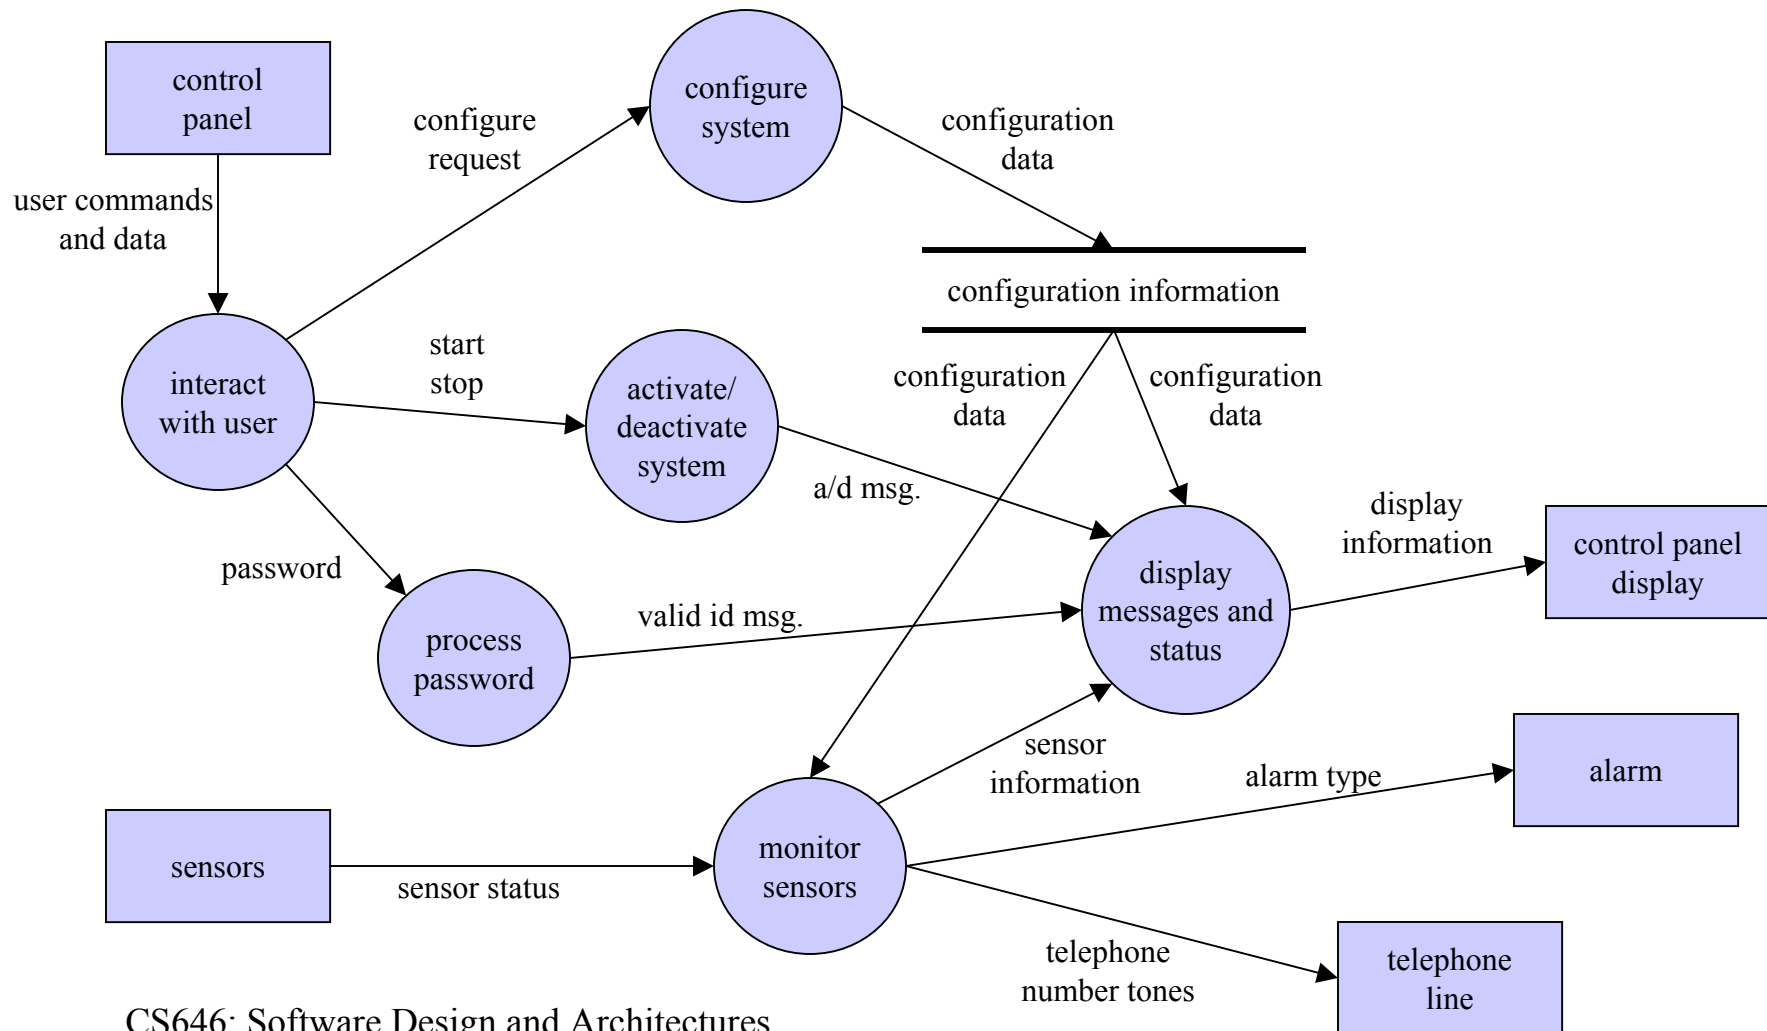 control
panel
configure
system
configure
request
configuration
data
user commands
and data
configuration information
interact
with user
start
stop
activate/
deactivate
system
configuration
data
configuration
data
a/d msg.
display
information
control panel
display
password
process
password
valid id msg.
display
messages and
status
sensor
information
alarm type
alarm
sensors
sensor status
monitor
sensors
telephone
number tones
telephone
line
CS646: Software Design and Architectures